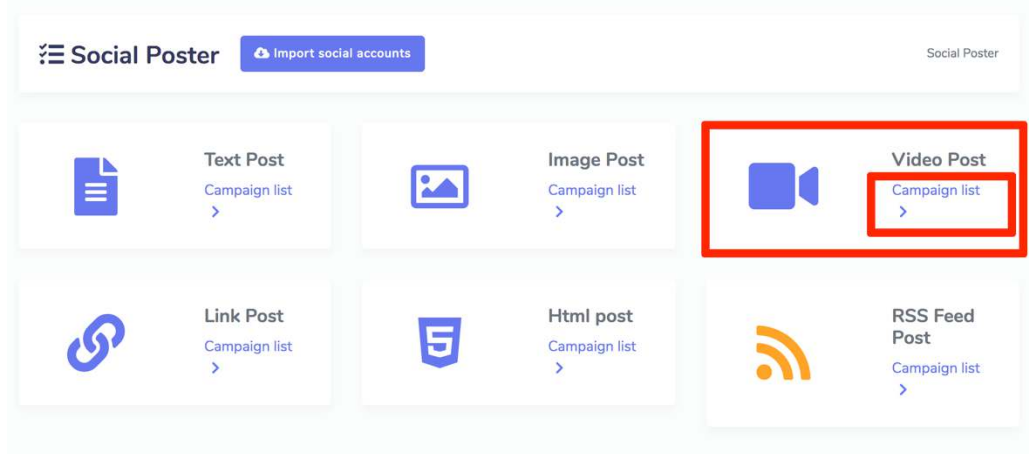 Social Poster
Import social accounts
Social Poster
Text Post
Campaign list
Image Post
Campaign list
Video Post
Campaign list
Link Post
Campaign list
Html post
Campaign list
RSS Feed
Post
Campaign list